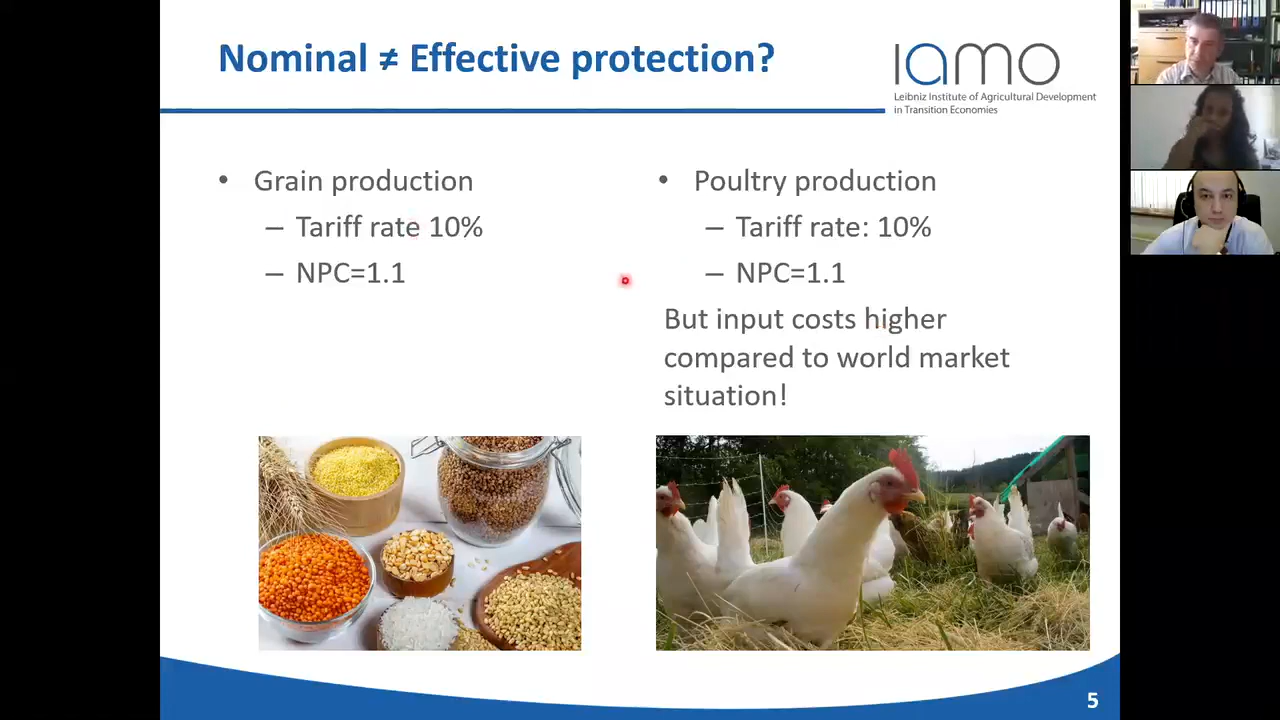 Nominal ≠ Effective protection?
iamo
Leibniz Institute of Agricultural Development
in Transition Economies
• Grain production
– Tariff rate 10%
– NPC=1.1
• Poultry production
– Tariff rate: 10%
– NPC=1.1
But input costs higher
compared to world market
situation!
5